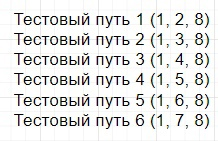 Тестовый путь 1 (1, 2, 8)
Тестовый путь 2 (1, 3, 8)
Тестовый путь 3 (1, 4, 8)
Тестовый путь 4 (1, 5, 8)
Тестовый путь 5 (1, 6, 8)
Тестовый путь 6 (1, 7, 8)